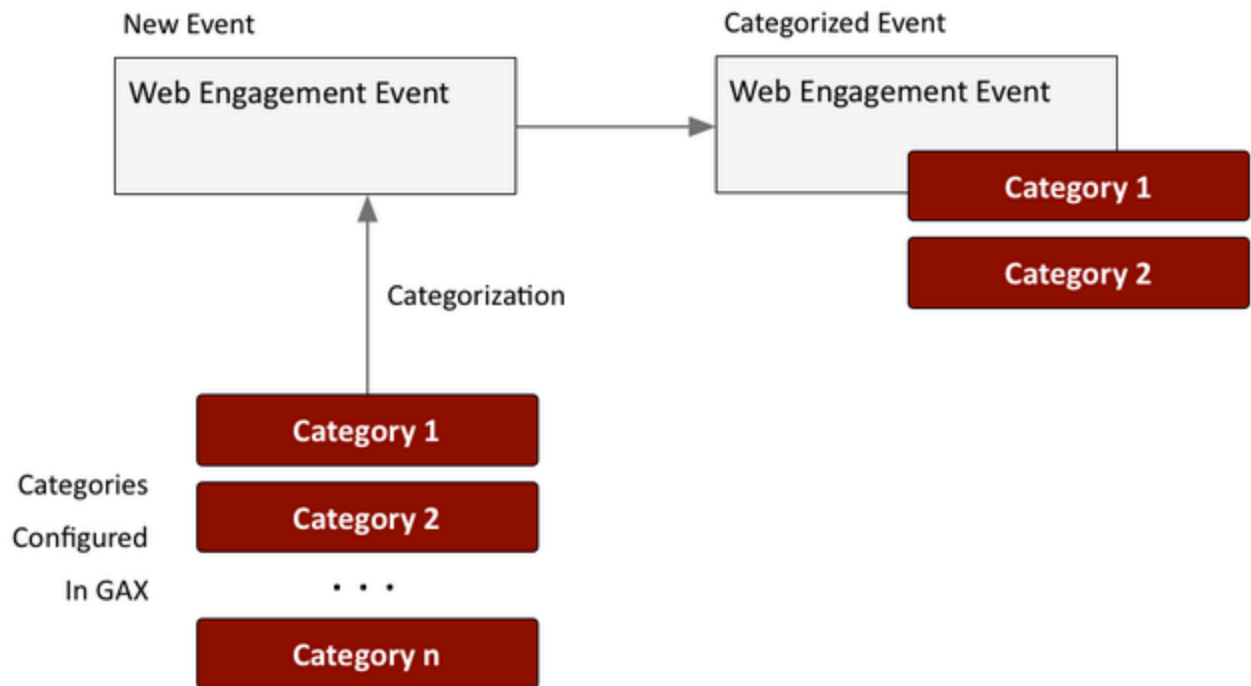 New Event
Categorized Event
Web Engagement Event
Web Engagement Event
Category 1
Category 2
Categorization
Category 1
Categories
Category 2
Configured
In GAX
. . .
Category n